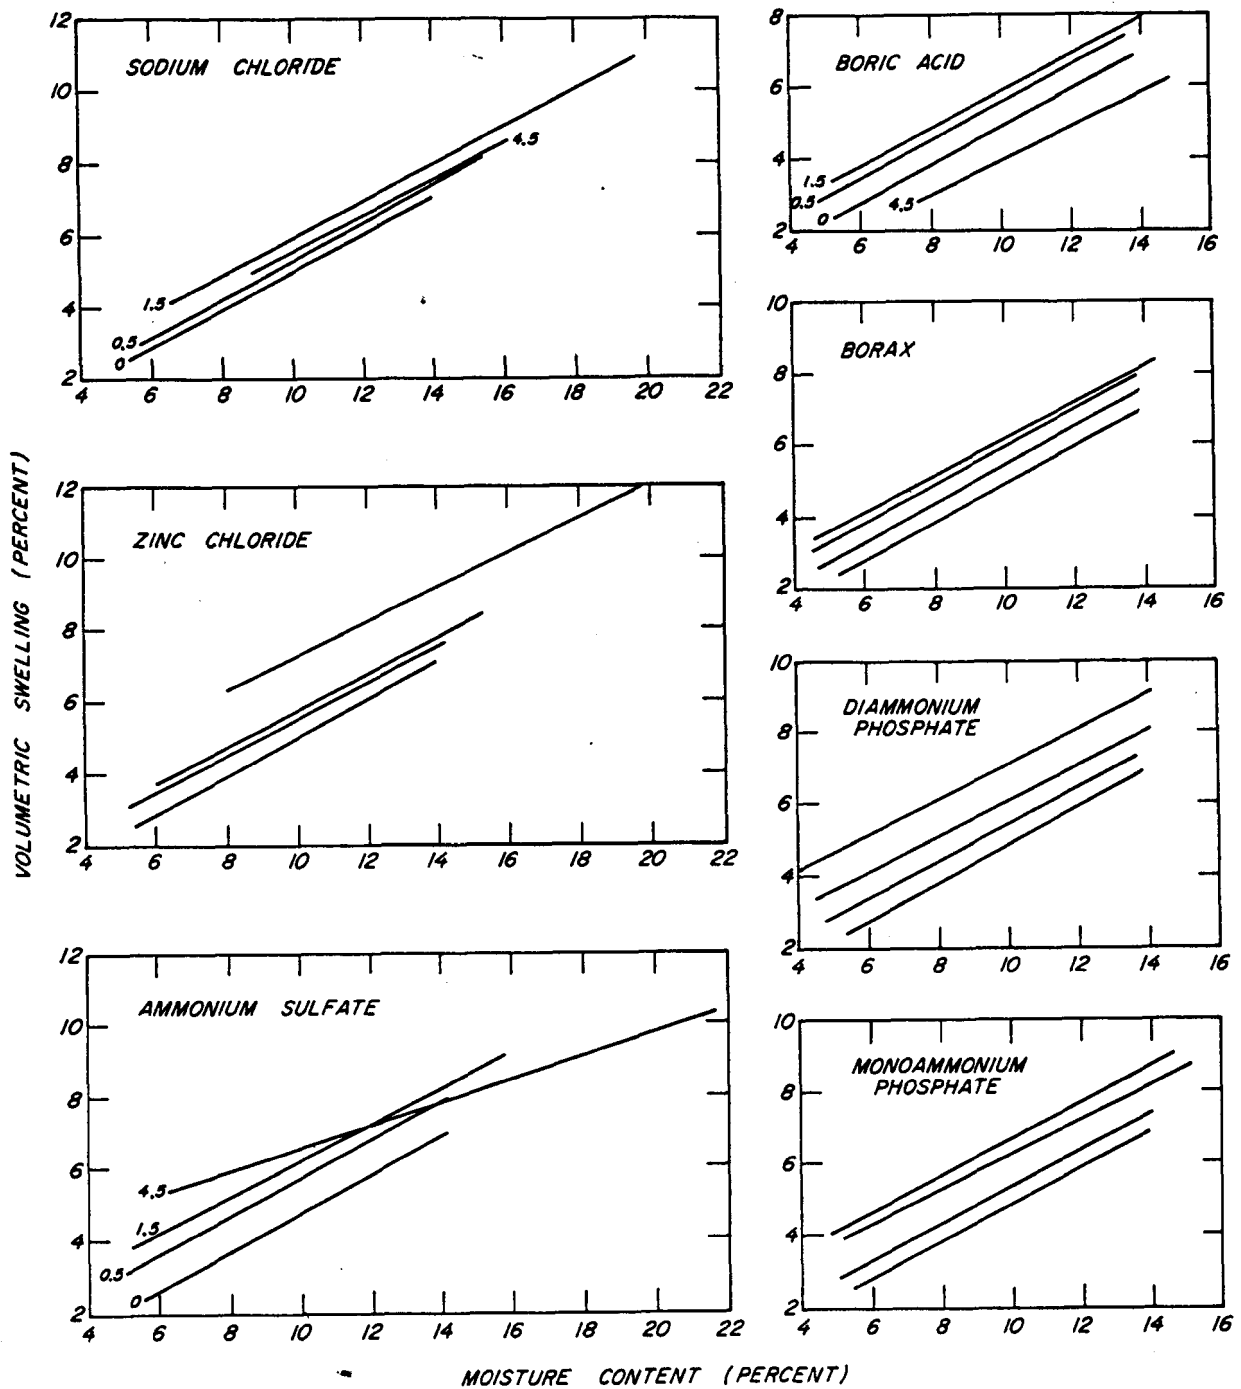 SODIUM CHLORIDE
12
10
8
6
4
2
4.5
1.5
0.5
0
4 6 8 10 12 14 16 18 20 22
BORIC ACID
8
6
4
2
1.5
0.5
0
4.5
4 6 8 10 12 14 16
BORAX
10
8
6
4
2
4 6 8 10 12 14 16
VOLUMETRIC SWELLING (PERCENT)
ZINC CHLORIDE
12
10
8
6
4
2
4 6 8 10 12 14 16 18 20 22
DIAMMONIUM
PHOSPHATE
10
8
6
4
2
4 6 8 10 12 14 16
AMMONIUM SULFATE
12
10
8
6
4
2
4.5
1.5
0.5
0
4 6 8 10 12 14 16 18 20 22
MONOAMMONIUM
PHOSPHATE
10
8
6
4
2
4 6 8 10 12 14 16
MOISTURE CONTENT (PERCENT)